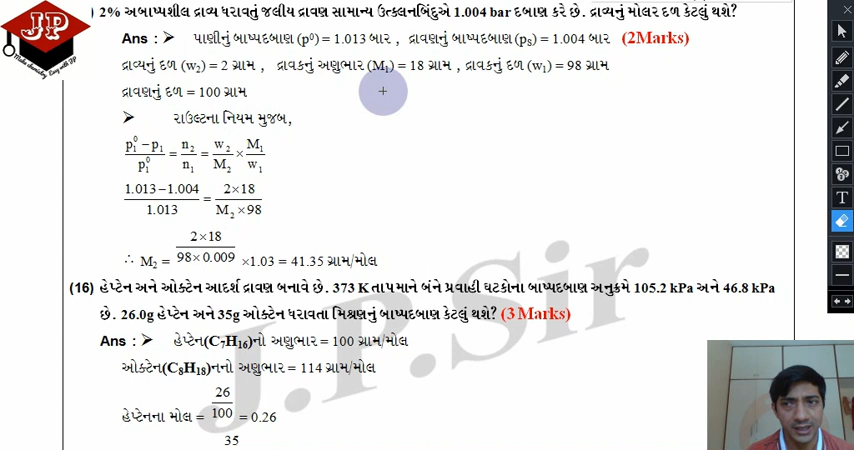 JP
Make chemistry Easy with JP
) 2% અબાષ્પશીલ દ્રાવ્ય ધરાવતું જલીય દ્રાવણ સામાન્ય ઉત્કલનબિંદુએ 1.004 bar દબાણ કરે છે. દ્રાવ્યનું મોલર દળ કેટલું થશે?
Ans : ➤ પાણીનું બાષ્પદબાણ (p⁰) = 1.013 બાર , દ્રાવણનું બાષ્પદબાણ (pₛ) = 1.004 બાર (2Marks)
દ્રાવ્યનું દળ (w₂) = 2 ગ્રામ , દ્રાવકનું અણુભાર (M₁) = 18 ગ્રામ , દ્રાવકનું દળ (w₁) = 98 ગ્રામ
દ્રાવણનું દળ = 100 ગ્રામ
➤ રાઉલ્ટના નિયમ મુજબ,
(p₁⁰ − p₁)/p₁⁰ = n₂/n₁ = w₂/M₂ × M₁/w₁
(1.013 − 1.004)/1.013 = (2 × 18)/(M₂ × 98)
∴ M₂ = (2 × 18)/(98 × 0.009) × 1.03 = 41.35 ગ્રામ/મોલ
(16) હેપ્ટેન અને ઓક્ટેન આદર્શ દ્રાવણ બનાવે છે. 373 K તાપમાને બંને પ્રવાહી ઘટકોના બાષ્પદબાણ અનુક્રમે 105.2 kPa અને 46.8 kPa
છે. 26.0g હેપ્ટેન અને 35g ઓક્ટેન ધરાવતા મિશ્રણનું બાષ્પદબાણ કેટલું થશે? (3 Marks)
Ans : ➤ હેપ્ટેન(C₇H₁₆)નો અણુભાર = 100 ગ્રામ/મોલ
ઓક્ટેન(C₈H₁₈)નનો અણુભાર = 114 ગ્રામ/મોલ
હેપ્ટેનના મોલ = 26/100 = 0.26
35
J.P.Sir
T